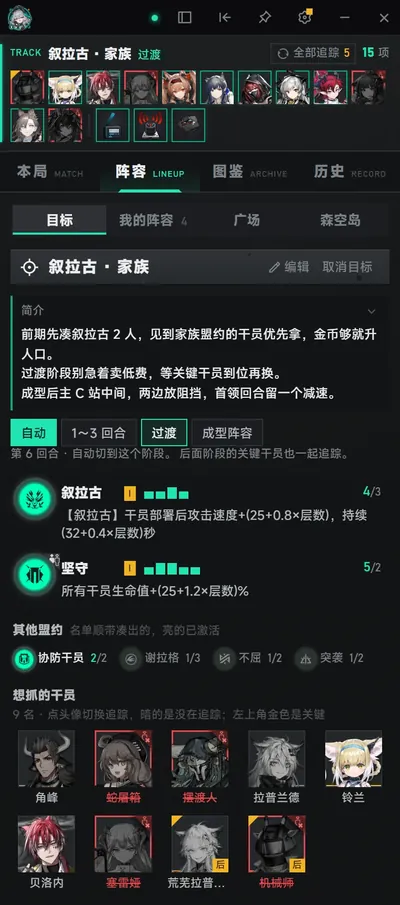 TRACK 叙拉古·家族 过渡 全部追踪 5 15 项
本局 MATCH 阵容 LINEUP 图鉴 ARCHIVE 历史 RECORD
目标 我的阵容 4 广场 森空岛
叙拉古·家族 编辑 取消目标
简介
前期先凑叙拉古 2 人，见到家族盟约的干员优先拿，金币够就升
人口。
过渡阶段别急着卖低费，等关键干员到位再换。
成型后主 C 站中间，两边放阻挡，首领回合留一个减速。
自动 1～3 回合 过渡 成型阵容
第 6 回合 · 自动切到这个阶段。后面阶段的关键干员也一起追踪。
叙拉古 4/3
【叙拉古】干员部署后攻击速度+(25+0.8×层数)，持续
(32+0.4×层数)秒
坚守 5/2
所有干员生命值+(25+1.2×层数)%
其他盟约 名单顺带凑出的，亮的已激活
协防干员 2/2 谢拉格 1/3 不屈 1/2 突袭 1/2
想抓的干员
9 名 · 点头像切换追踪，暗的是没在追踪；左上角金色是关键
角峰 蛇屠箱 摆渡人 拉普兰德 铃兰
后 后
贝洛内 塞雷娅 荒芜拉普… 机械师